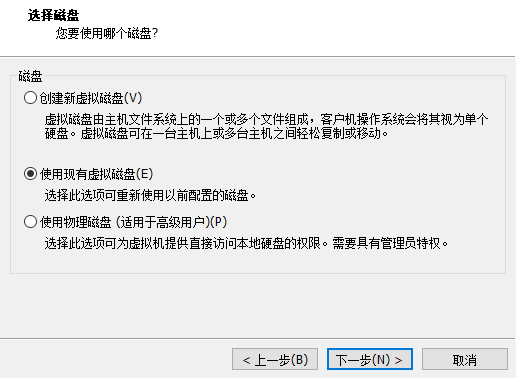 选择磁盘
您要使用哪个磁盘?
磁盘
创建新虚拟磁盘(V)
虚拟磁盘由主机文件系统上的一个或多个文件组成，客户机操作系统会将其视为单个
硬盘。虚拟磁盘可在一台主机上或多台主机之间轻松复制或移动。
使用现有虚拟磁盘(E)
选择此选项可重新使用以前配置的磁盘。
使用物理磁盘 (适用于高级用户)(P)
选择此选项可为虚拟机提供直接访问本地硬盘的权限。需要具有管理员特权。
< 上一步(B) 下一步(N) > 取消